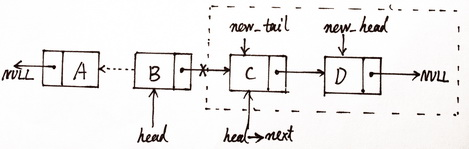 new_tail new_head
NULL A B C D NULL
head head→next